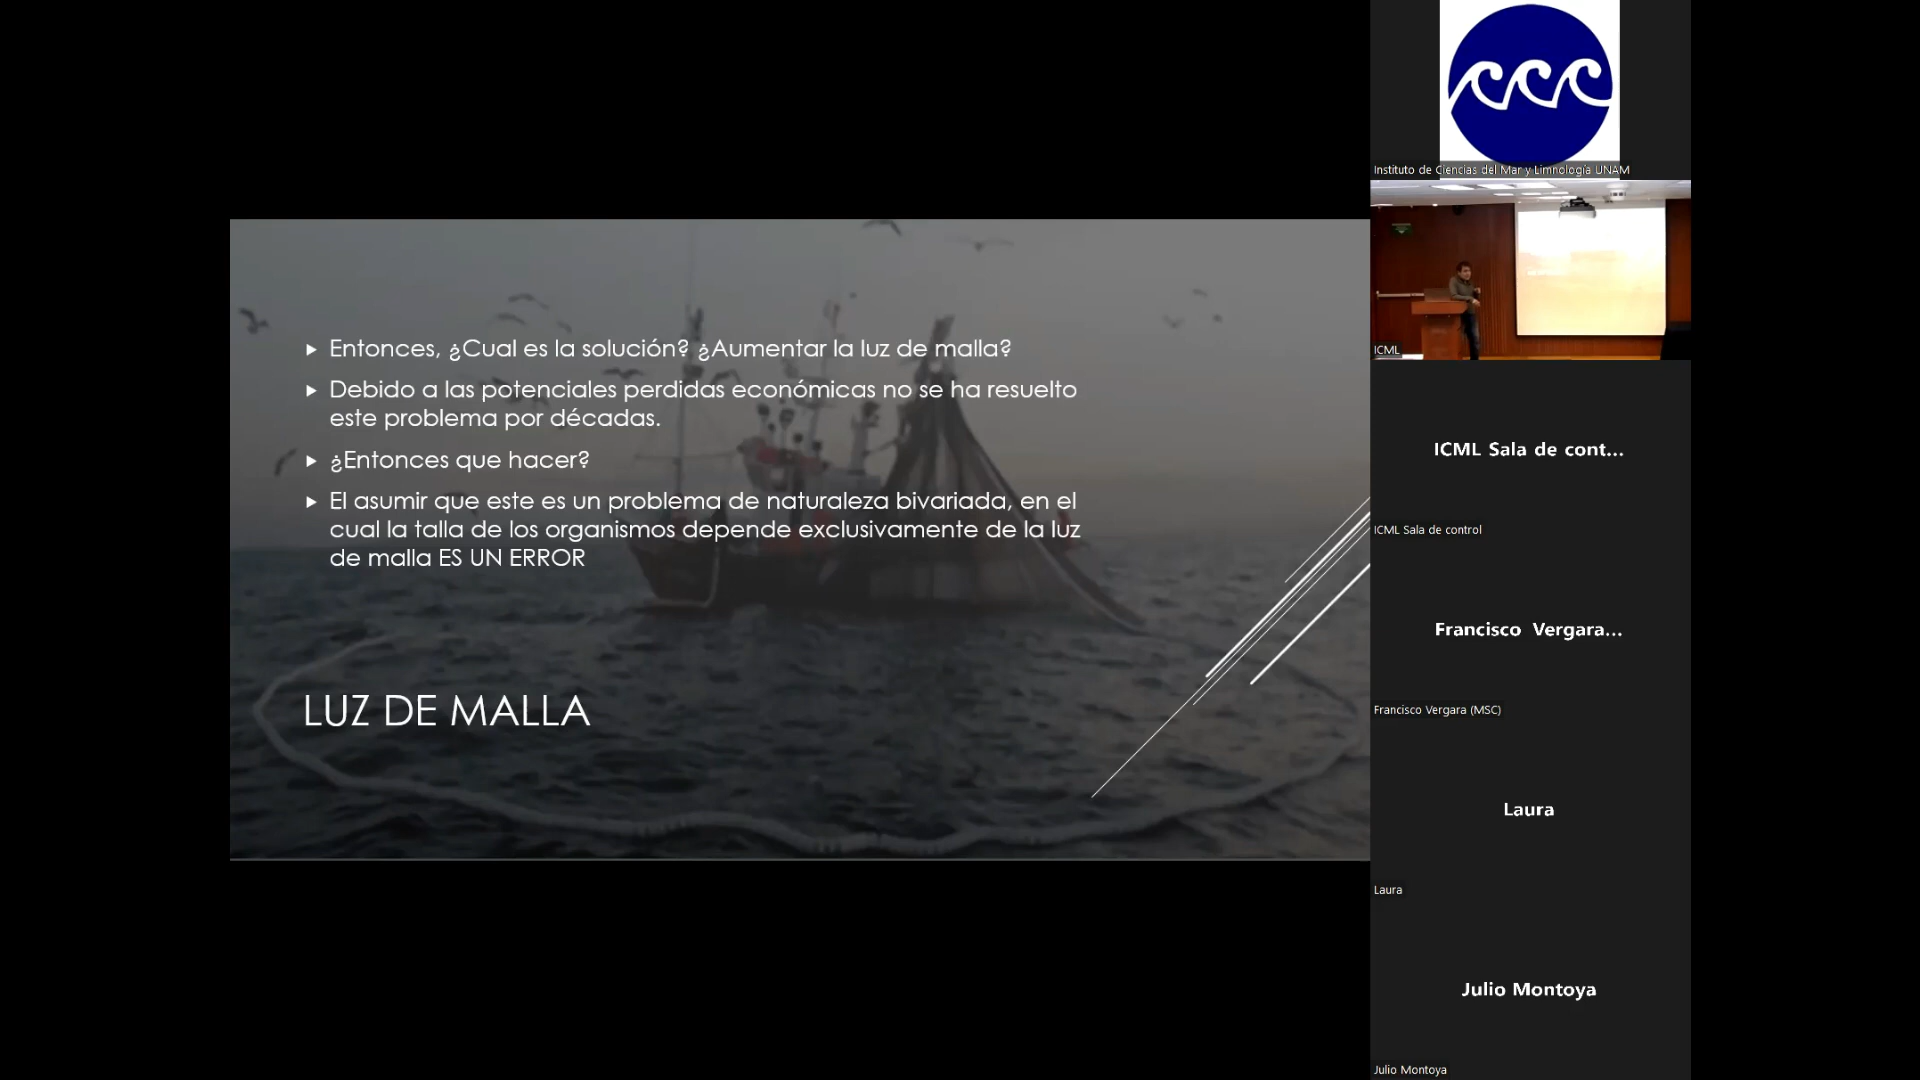 Entonces, ¿Cual es la solución? ¿Aumentar la luz de malla?
Debido a las potenciales perdidas económicas no se ha resuelto
este problema por décadas.
¿Entonces que hacer?
El asumir que este es un problema de naturaleza bivariada, en el
cual la talla de los organismos depende exclusivamente de la luz
de malla ES UN ERROR
LUZ DE MALLA
Instituto de Ciencias del Mar y Limnología UNAM
ICML
ICML Sala de cont...
ICML Sala de control
Francisco Vergara...
Francisco Vergara (MSC)
Laura
Laura
Julio Montoya
Julio Montoya